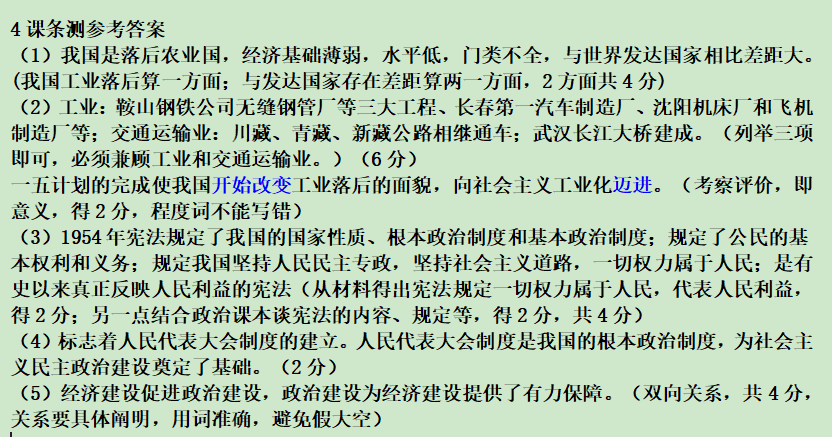 4课条测参考答案
（1）我国是落后农业国，经济基础薄弱，水平低，门类不全，与世界发达国家相比差距大。
(我国工业落后算一方面；与发达国家存在差距算两一方面，2方面共4分)
（2）工业：鞍山钢铁公司无缝钢管厂等三大工程、长春第一汽车制造厂、沈阳机床厂和飞机
制造厂等；交通运输业：川藏、青藏、新藏公路相继通车；武汉长江大桥建成。（列举三项
即可，必须兼顾工业和交通运输业。）（6分）
一五计划的完成使我国开始改变工业落后的面貌，向社会主义工业化迈进。（考察评价，即
意义，得2分，程度词不能写错）
（3）1954年宪法规定了我国的国家性质、根本政治制度和基本政治制度；规定了公民的基
本权利和义务；规定我国坚持人民民主专政，坚持社会主义道路，一切权力属于人民；是有
史以来真正反映人民利益的宪法（从材料得出宪法规定一切权力属于人民，代表人民利益，
得2分；另一点结合政治课本谈宪法的内容、规定等，得2分，共4分）
（4）标志着人民代表大会制度的建立。人民代表大会制度是我国的根本政治制度，为社会主
义民主政治建设奠定了基础。（2分）
（5）经济建设促进政治建设，政治建设为经济建设提供了有力保障。（双向关系，共4分，
关系要具体阐明，用词准确，避免假大空）